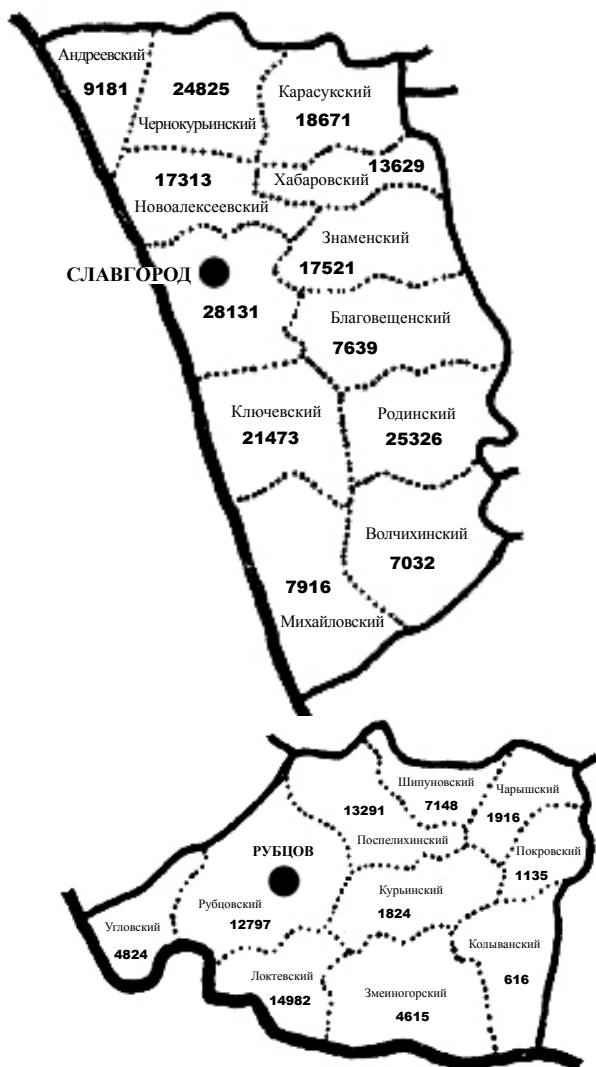 Андреевский
9181
24825
Чернокурьинский
Карасукский
18671
13629
Хабаровский
17313
Новоалексеевский
Знаменский
17521
СЛАВГОРОД
28131
Благовещенский
7639
Ключевский
21473
Родинский
25326
Волчихинский
7032
7916
Михайловский
Шипуновский
7148
Чарышский
1916
13291
Поспелихинский
Покровский
1135
РУБЦОВ
Рубцовский
12797
Курьинский
1824
Угловский
4824
Колыванский
616
Локтевский
14982
Змеиногорский
4615